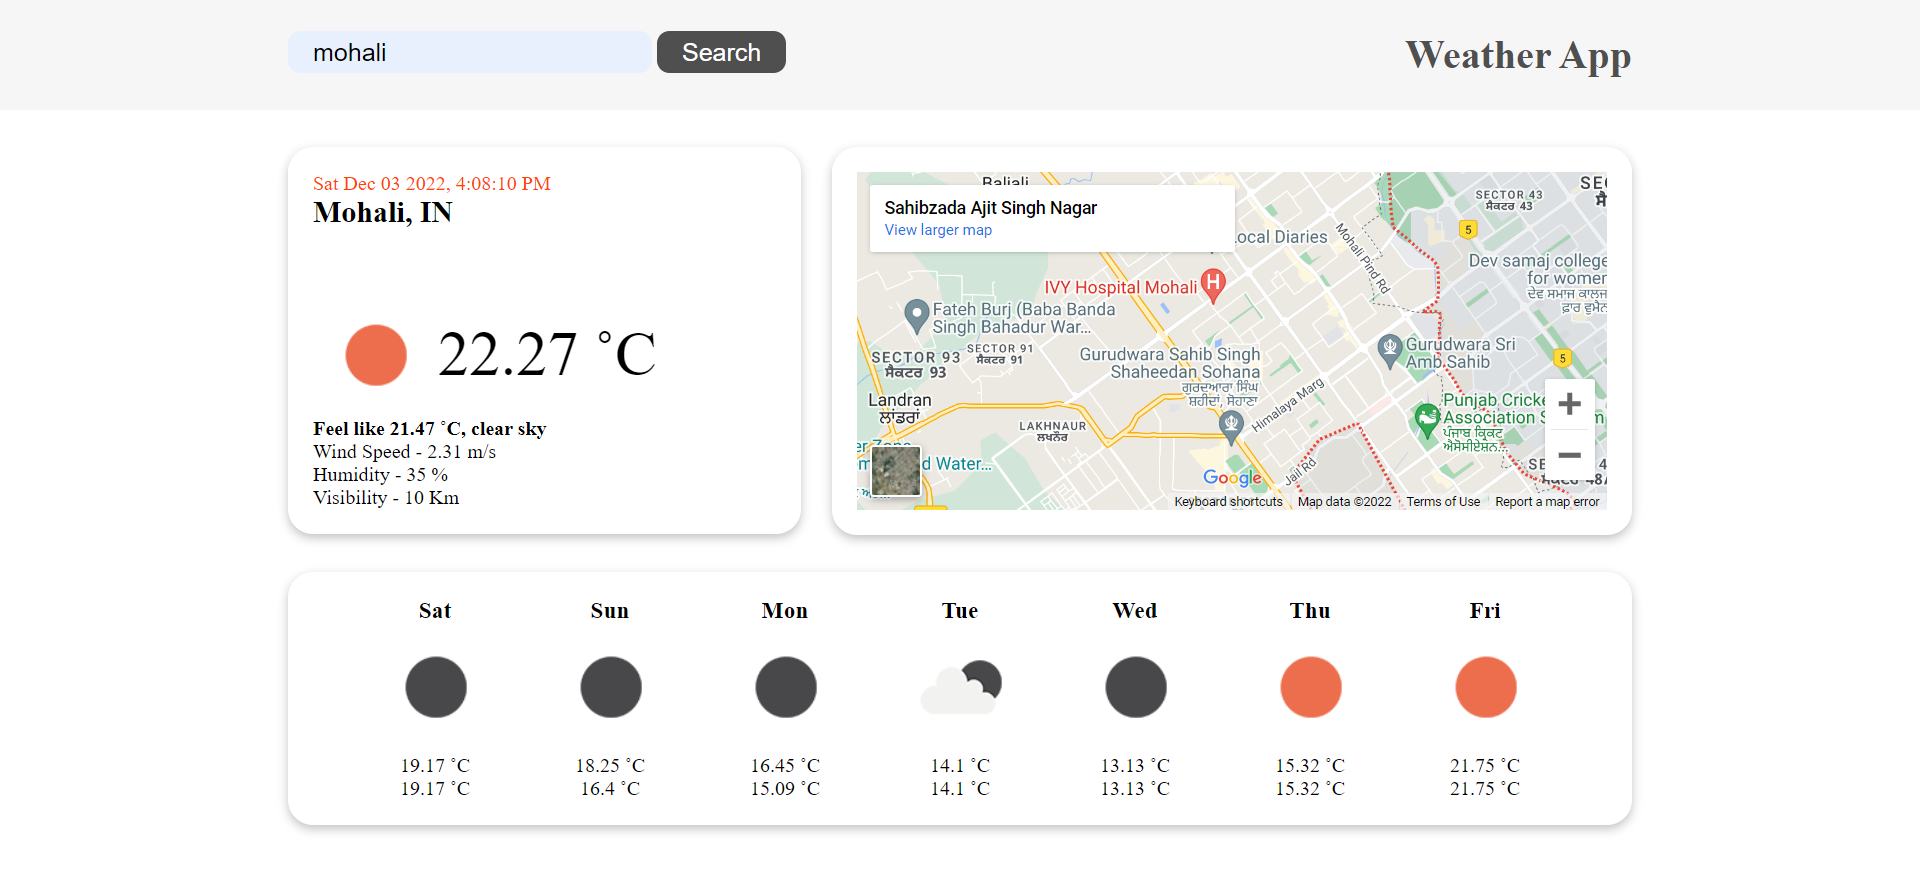 mohali
Search
Weather App
Sat Dec 03 2022, 4:08:10 PM
Mohali, IN
22.27 °C
Feel like 21.47 °C, clear sky
Wind Speed - 2.31 m/s
Humidity - 35 %
Visibility - 10 Km
Sahibzada Ajit Singh Nagar
View larger map
Local Diaries
Mohali Pind Rd
SECTOR 43
ਸੈਕਟਰ 43
5
Dev samaj college
for women
ਦੇਵ ਸਮਾਜ ਕਾਲਜ
ਫ਼ਾਰ ਵੁਮੈਨ
IVY Hospital Mohali
H
Fateh Burj (Baba Banda
Singh Bahadur War...
SECTOR 93
ਸੈਕਟਰ 93
SECTOR 91
ਸੈਕਟਰ 91
Gurudwara Sahib Singh
Shaheedan Sohana
ਗੁਰਦੁਆਰਾ ਸਿੰਘ
ਸ਼ਹੀਦਾਂ, ਸੋਹਾਣਾ
Gurudwara Sri
Amb Sahib
5
Landran
ਲਾਂਡਰਾਂ
LAKHNAUR
ਲਖਨੌਰ
Himalaya Marg
Punjab Cricke
Association S
ਪੰਜਾਬ ਕ੍ਰਿਕਟ
ਐਸੋਸੀਏਸ਼ਨ...
d Water...
Jail Rd
Google
Keyboard shortcuts
Map data ©2022
Terms of Use
Report a map error
Sat
Sun
Mon
Tue
Wed
Thu
Fri
19.17 °C
18.25 °C
16.45 °C
14.1 °C
13.13 °C
15.32 °C
21.75 °C
19.17 °C
16.4 °C
15.09 °C
14.1 °C
13.13 °C
15.32 °C
21.75 °C